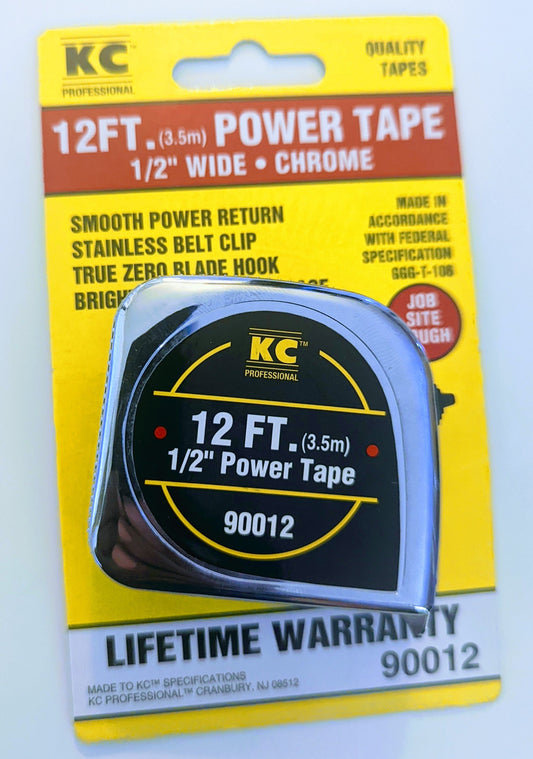 KC™
PROFESSIONAL
QUALITY
TAPES
12FT. (3.5m) POWER TAPE
1/2" WIDE • CHROME
SMOOTH POWER RETURN
STAINLESS BELT CLIP
TRUE ZERO BLADE HOOK
MADE IN
ACCORDANCE
WITH FEDERAL
SPECIFICATION
GGG-T-106
JOB
SITE
KC™
PROFESSIONAL
12 FT. (3.5m)
1/2" Power Tape
90012
LIFETIME WARRANTY
90012
MADE TO KC™ SPECIFICATIONS
KC PROFESSIONAL™ CRANBURY, NJ 08512